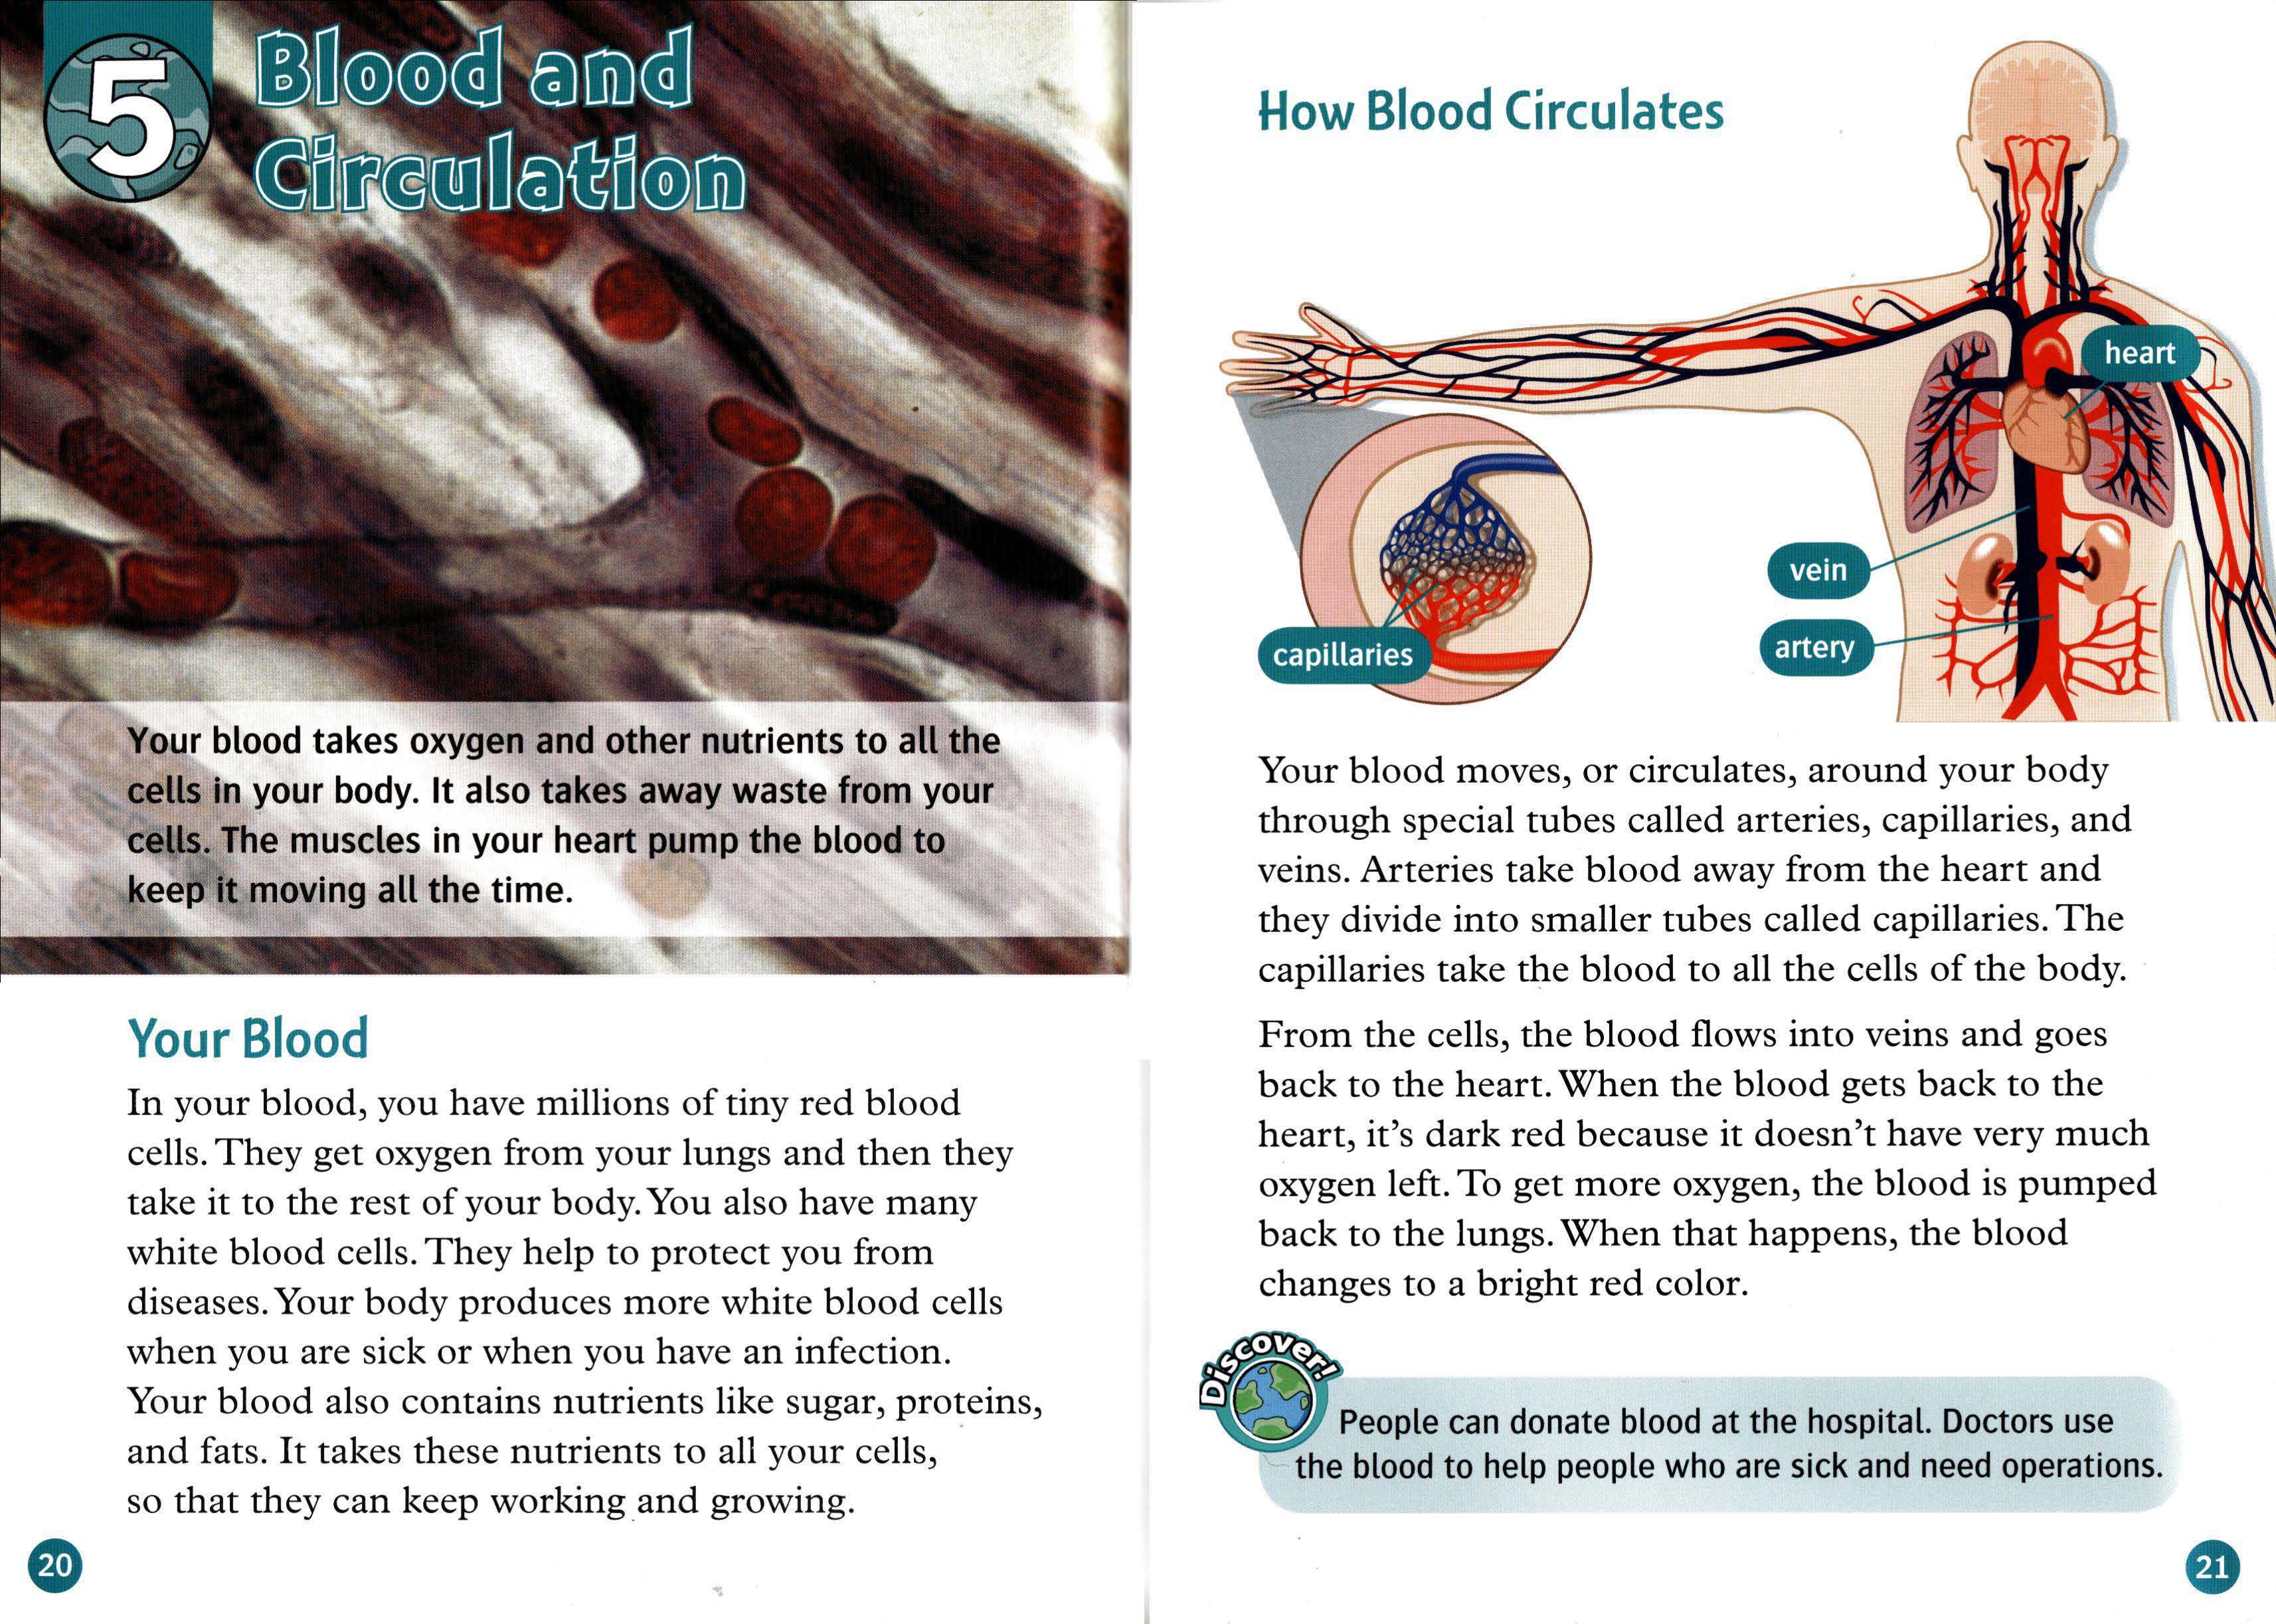 5
Blood and
Circulation
Your blood takes oxygen and other nutrients to all the
cells in your body. It also takes away waste from your
cells. The muscles in your heart pump the blood to
keep it moving all the time.
Your Blood
In your blood, you have millions of tiny red blood
cells. They get oxygen from your lungs and then they
take it to the rest of your body. You also have many
white blood cells. They help to protect you from
diseases. Your body produces more white blood cells
when you are sick or when you have an infection.
Your blood also contains nutrients like sugar, proteins,
and fats. It takes these nutrients to all your cells,
so that they can keep working and growing.
20
How Blood Circulates
heart
vein
artery
capillaries
Your blood moves, or circulates, around your body
through special tubes called arteries, capillaries, and
veins. Arteries take blood away from the heart and
they divide into smaller tubes called capillaries. The
capillaries take the blood to all the cells of the body.
From the cells, the blood flows into veins and goes
back to the heart. When the blood gets back to the
heart, it's dark red because it doesn't have very much
oxygen left. To get more oxygen, the blood is pumped
back to the lungs. When that happens, the blood
changes to a bright red color.
Discover!
People can donate blood at the hospital. Doctors use
the blood to help people who are sick and need operations.
21